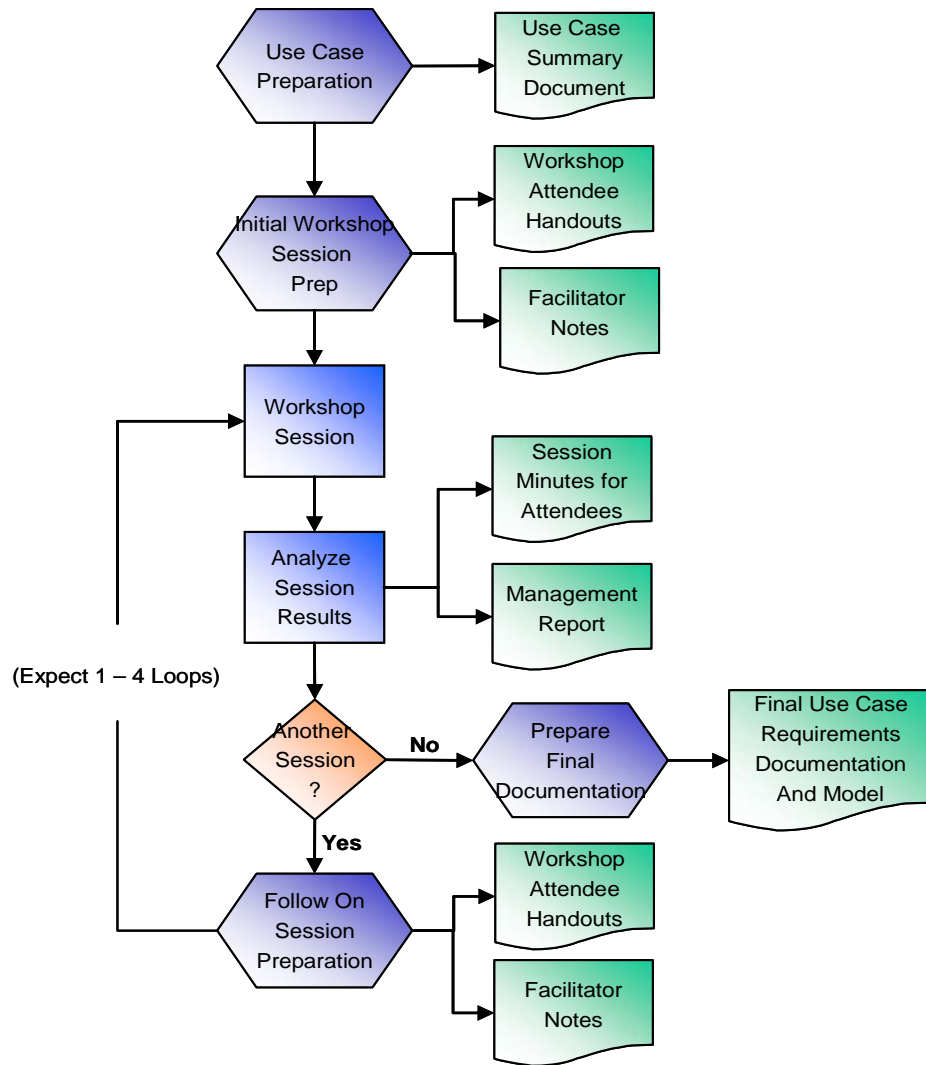 Use Case
Preparation
Use Case
Summary
Document
Initial Workshop
Session
Prep
Workshop
Attendee
Handouts
Facilitator
Notes
Workshop
Session
Analyze
Session
Results
Session
Minutes for
Attendees
Management
Report
(Expect 1 – 4 Loops)
Another
Session
?
No
Prepare
Final
Documentation
Final Use Case
Requirements
Documentation
And Model
Yes
Follow On
Session
Preparation
Workshop
Attendee
Handouts
Facilitator
Notes